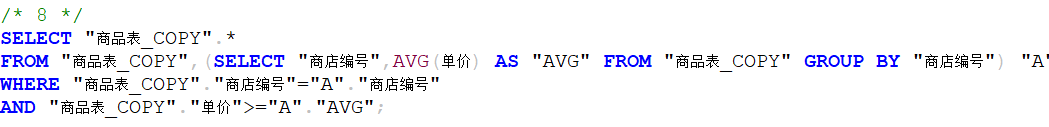 /* 8 */
SELECT "商品表_COPY".*
FROM "商品表_COPY",(SELECT "商店编号",AVG(单价) AS "AVG" FROM "商品表_COPY" GROUP BY "商店编号") "A"
WHERE "商品表_COPY"."商店编号"="A"."商店编号"
AND "商品表_COPY"."单价">="A"."AVG";